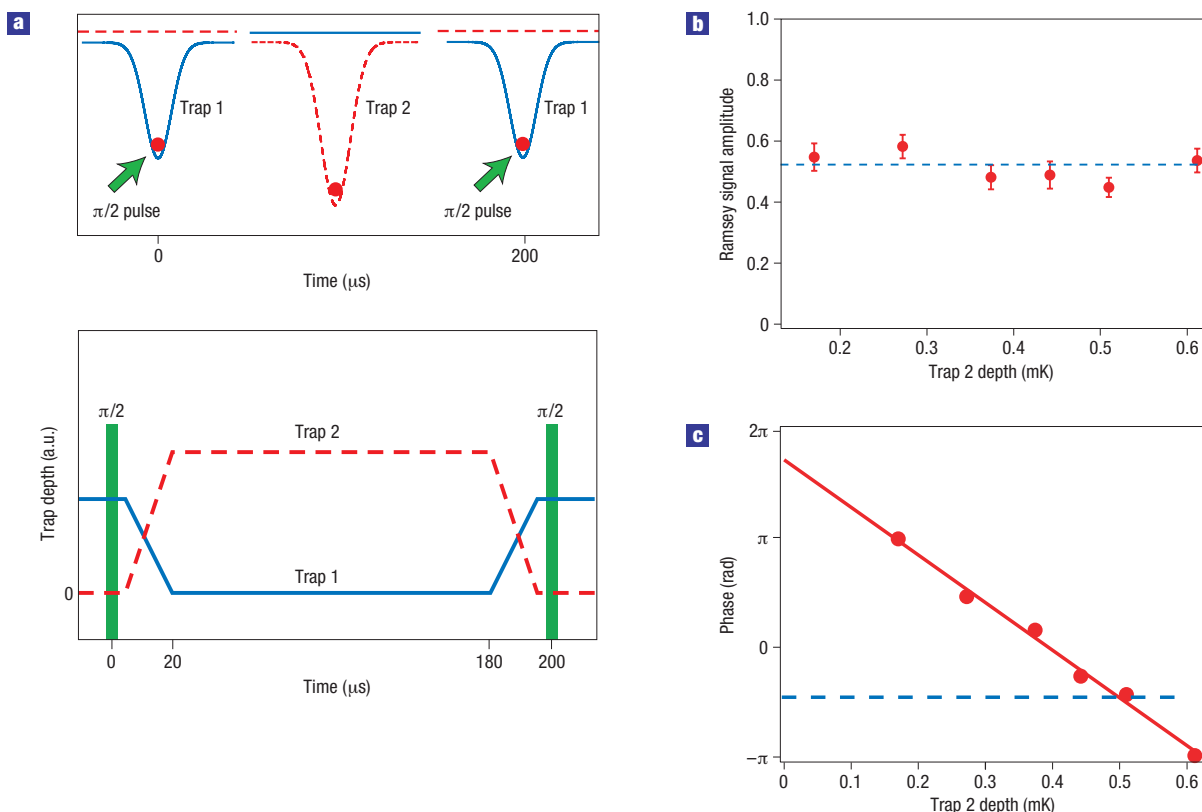 a
Trap 1
Trap 2
Trap 1
π/2 pulse
π/2 pulse
0
200
Time (μs)
π/2
π/2
Trap 2
Trap depth (a.u.)
Trap 1
0
0
20
180
200
Time (μs)
b
1.0
0.8
0.6
0.4
0.2
0
Ramsey signal amplitude
0.2
0.3
0.4
0.5
0.6
Trap 2 depth (mK)
c
2π
π
0
−π
Phase (rad)
0
0.1
0.2
0.3
0.4
0.5
0.6
Trap 2 depth (mK)